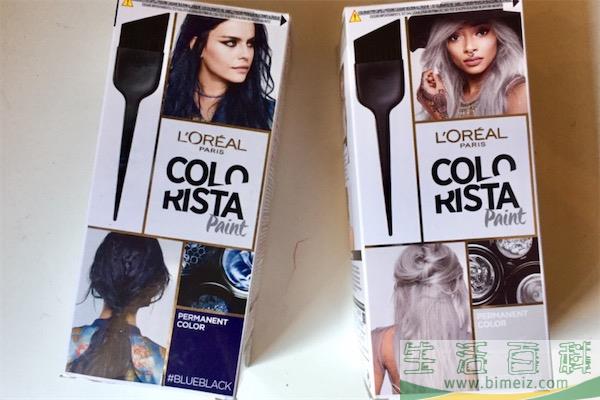 L'ORÉAL
PARIS
COLO
RISTA
Paint
PERMANENT
COLOR
#BLUEBLACK
L'ORÉAL
PARIS
COLO
RISTA
Paint
PERMANENT
COLOR
生活百科
www.bimeiz.com